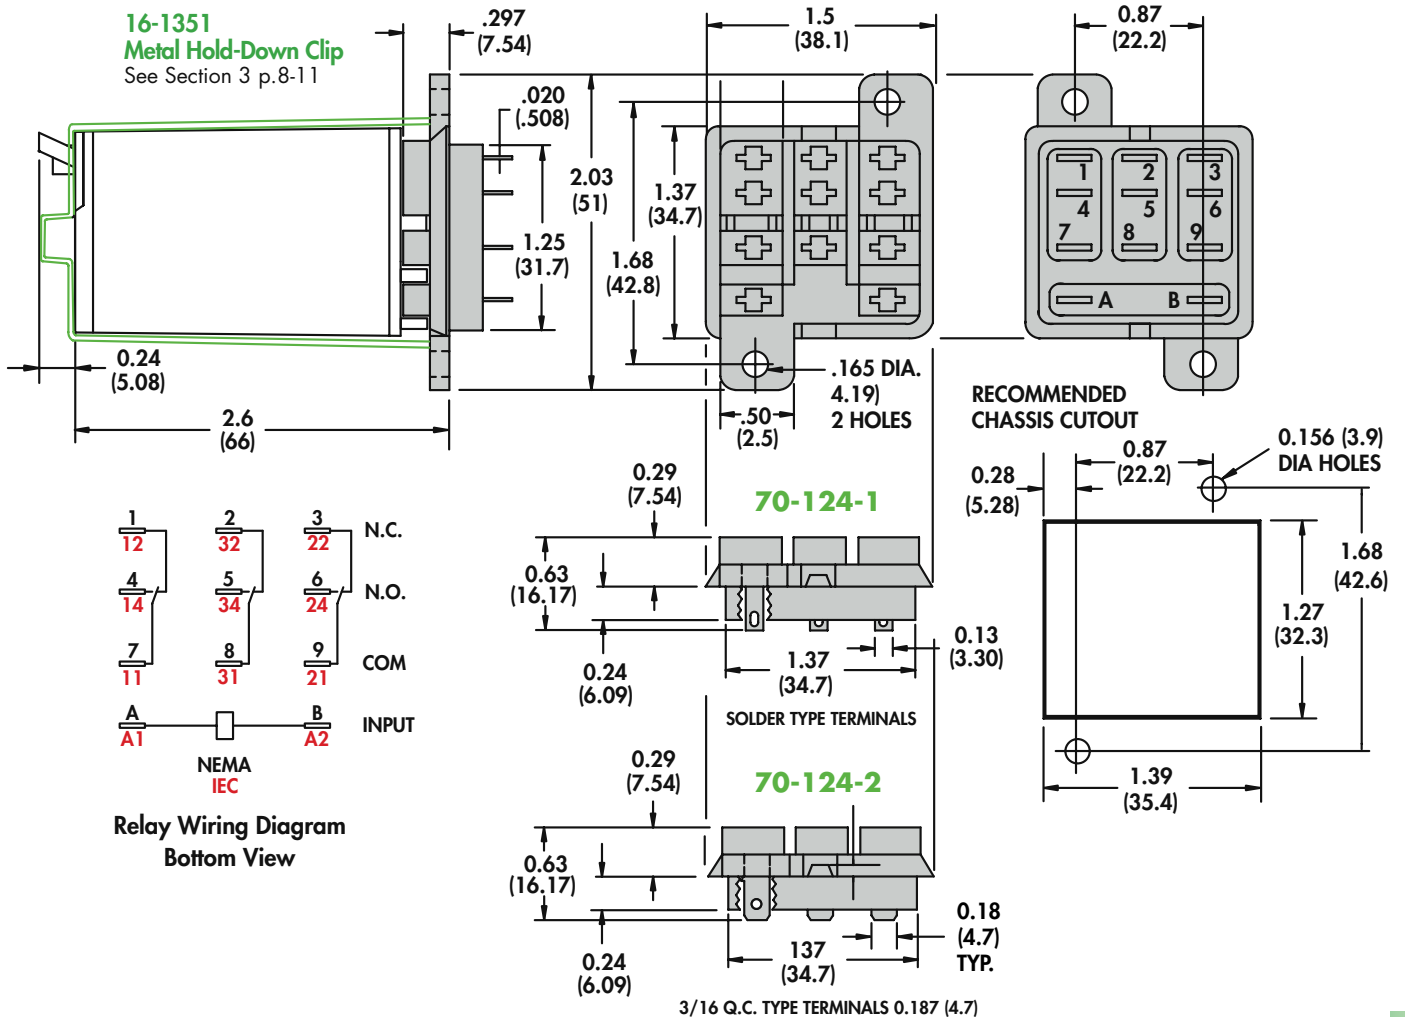 16-1351
Metal Hold-Down Clip
See Section 3 p.8-11
.297
(7.54)
.020
(.508)
2.03
(51)
1.25
(31.7)
0.24
(5.08)
2.6
(66)
1.5
(38.1)
1.37
(34.7)
1.68
(42.8)
.165 DIA.
4.19)
2 HOLES
.50
(2.5)
0.87
(22.2)
1 2 3
4 5 6
7 8 9
A B
RECOMMENDED
CHASSIS CUTOUT
0.87
(22.2)
0.28
(5.28)
0.156 (3.9)
DIA HOLES
1.68
(42.6)
1.27
(32.3)
1.39
(35.4)
1 2 3 N.C.
12 32 22
4 5 6 N.O.
14 34 24
7 8 9 COM
11 31 21
A B INPUT
A1 A2
NEMA
IEC
Relay Wiring Diagram
Bottom View
70-124-1
0.29
(7.54)
0.63
(16.17)
0.24
(6.09)
1.37
(34.7)
0.13
(3.30)
SOLDER TYPE TERMINALS
70-124-2
0.29
(7.54)
0.63
(16.17)
0.24
(6.09)
137
(34.7)
0.18
(4.7)
TYP.
3/16 Q.C. TYPE TERMINALS 0.187 (4.7)